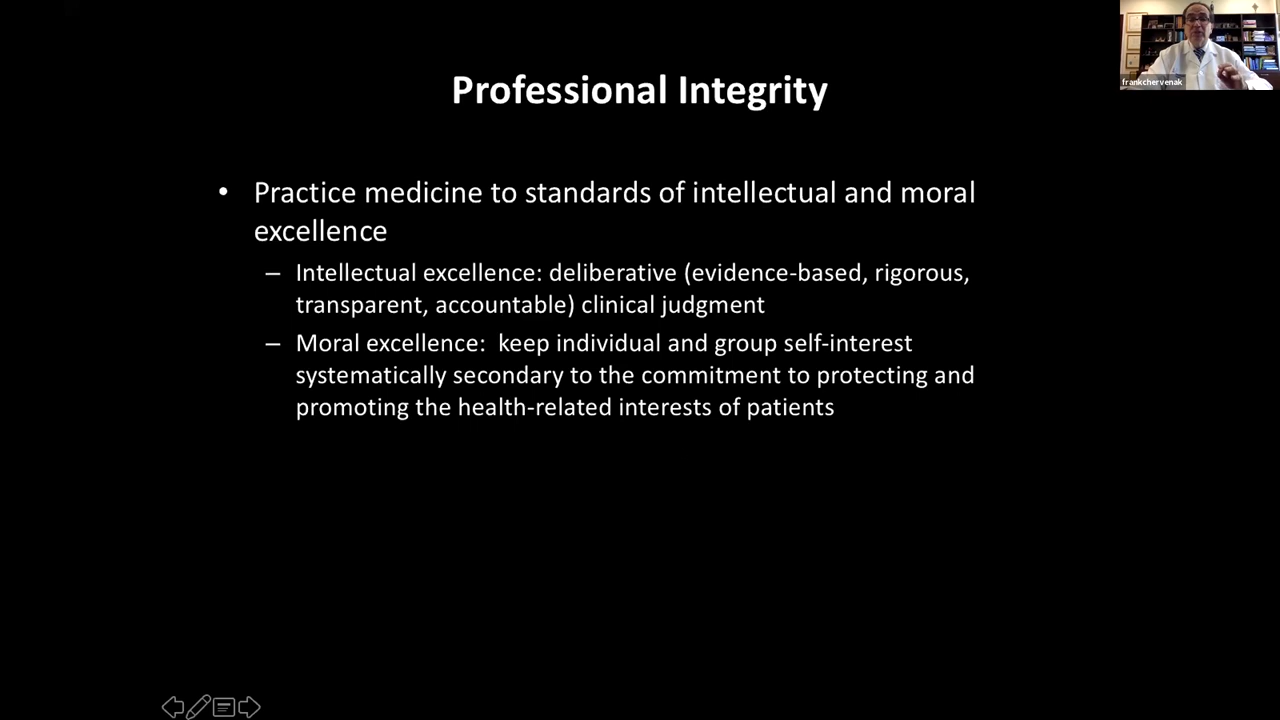 Professional Integrity
frankchervenak
• Practice medicine to standards of intellectual and moral
excellence
– Intellectual excellence: deliberative (evidence-based, rigorous,
transparent, accountable) clinical judgment
– Moral excellence:  keep individual and group self-interest
systematically secondary to the commitment to protecting and
promoting the health-related interests of patients